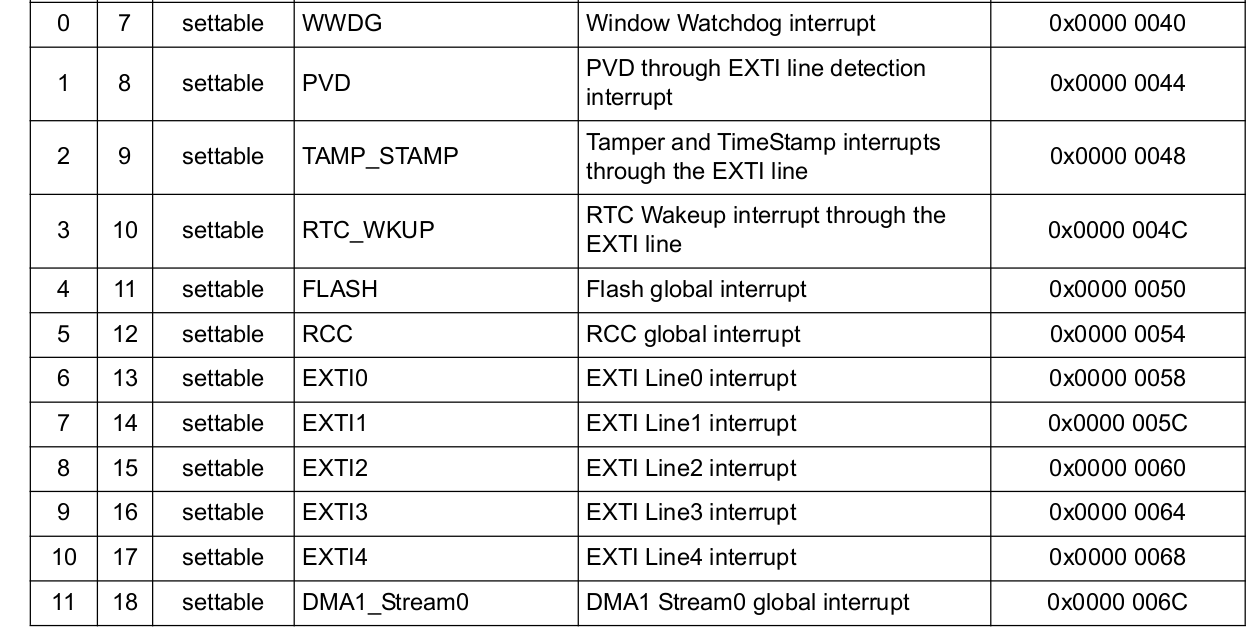 0 7 settable WWDG Window Watchdog interrupt 0x0000 0040
1 8 settable PVD PVD through EXTI line detection
interrupt 0x0000 0044
2 9 settable TAMP_STAMP Tamper and TimeStamp interrupts
through the EXTI line 0x0000 0048
3 10 settable RTC_WKUP RTC Wakeup interrupt through the
EXTI line 0x0000 004C
4 11 settable FLASH Flash global interrupt 0x0000 0050
5 12 settable RCC RCC global interrupt 0x0000 0054
6 13 settable EXTI0 EXTI Line0 interrupt 0x0000 0058
7 14 settable EXTI1 EXTI Line1 interrupt 0x0000 005C
8 15 settable EXTI2 EXTI Line2 interrupt 0x0000 0060
9 16 settable EXTI3 EXTI Line3 interrupt 0x0000 0064
10 17 settable EXTI4 EXTI Line4 interrupt 0x0000 0068
11 18 settable DMA1_Stream0 DMA1 Stream0 global interrupt 0x0000 006C